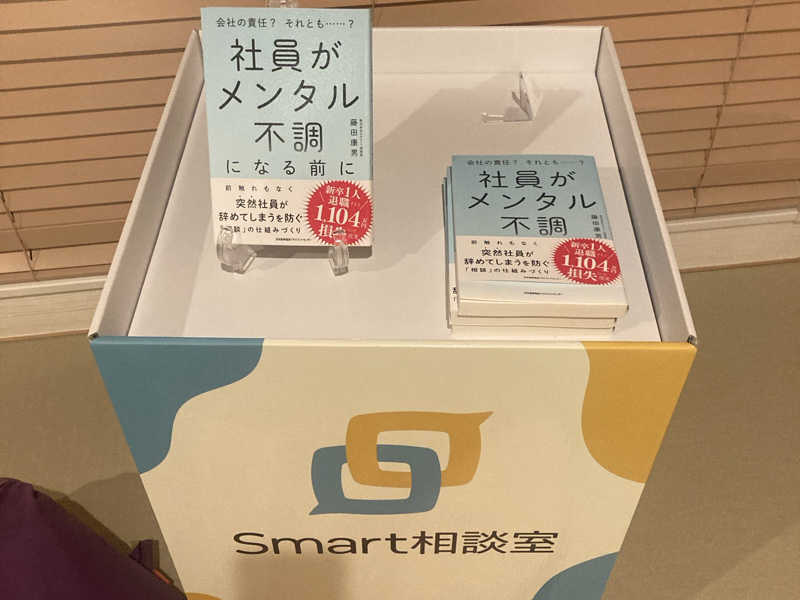 会社の責任？ それとも……？
社員が
メンタル
不調
になる前に
藤田康男
前触れもなく
突然社員が
辞めてしまうを防ぐ
「相談」の仕組みづくり
新卒1人
退職
1,104
損失
会社の責任？ それとも……？
社員が
メンタル
不調
藤田康男
前触れもなく
突然社員が
辞めてしまうを防ぐ
「相談」の仕組みづくり
新卒1人
退職
1,104
損失
Smart相談室